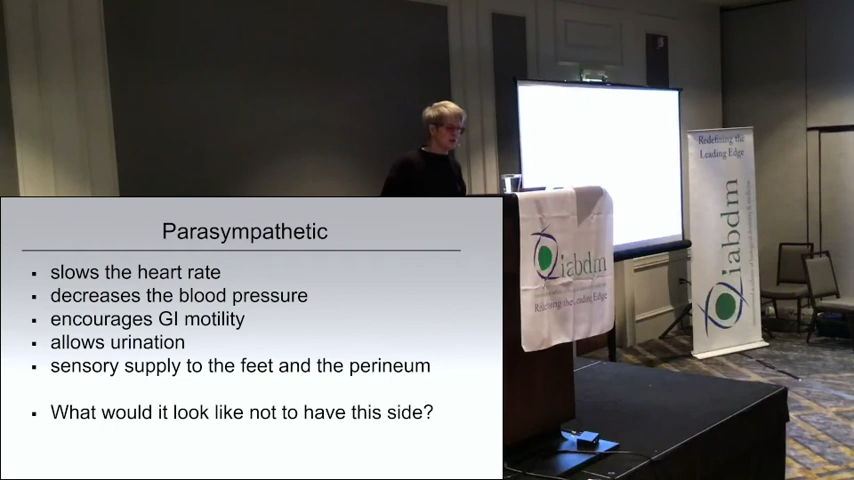 Parasympathetic
▪ slows the heart rate
▪ decreases the blood pressure
▪ encourages GI motility
▪ allows urination
▪ sensory supply to the feet and the perineum
▪ What would it look like not to have this side?
iabdm
Redefining the Leading Edge
Redefining the
Leading Edge
iabdm